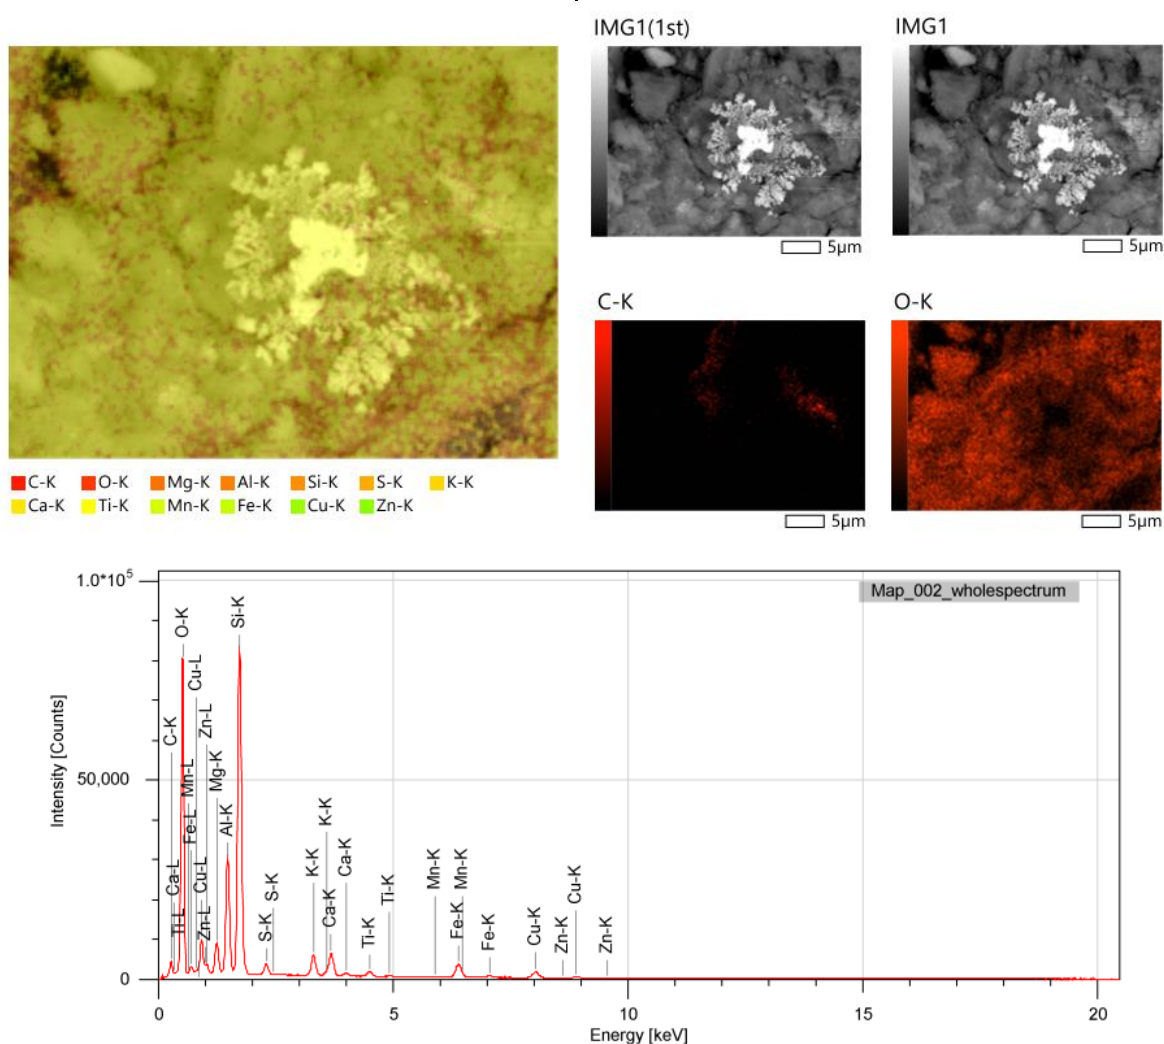 IMG1(1st)
IMG1
5μm
5μm
C-K
O-K
5μm
5μm
C-K O-K Mg-K Al-K Si-K S-K K-K
Ca-K Ti-K Mn-K Fe-K Cu-K Zn-K
Map_002_wholespectrum
1.0*10⁵
50,000
0
Intensity [Counts]
C-K
Ca-L
Ti-L
O-K
Mn-L
Fe-L
Cu-L
Cu-L
Zn-L
Zn-L
Mg-K
Al-K
Si-K
S-K
S-K
K-K
K-K
Ca-K
Ca-K
Ti-K
Ti-K
Mn-K
Fe-K
Mn-K
Fe-K
Cu-K
Zn-K
Cu-K
Zn-K
0 5 10 15 20
Energy [keV]